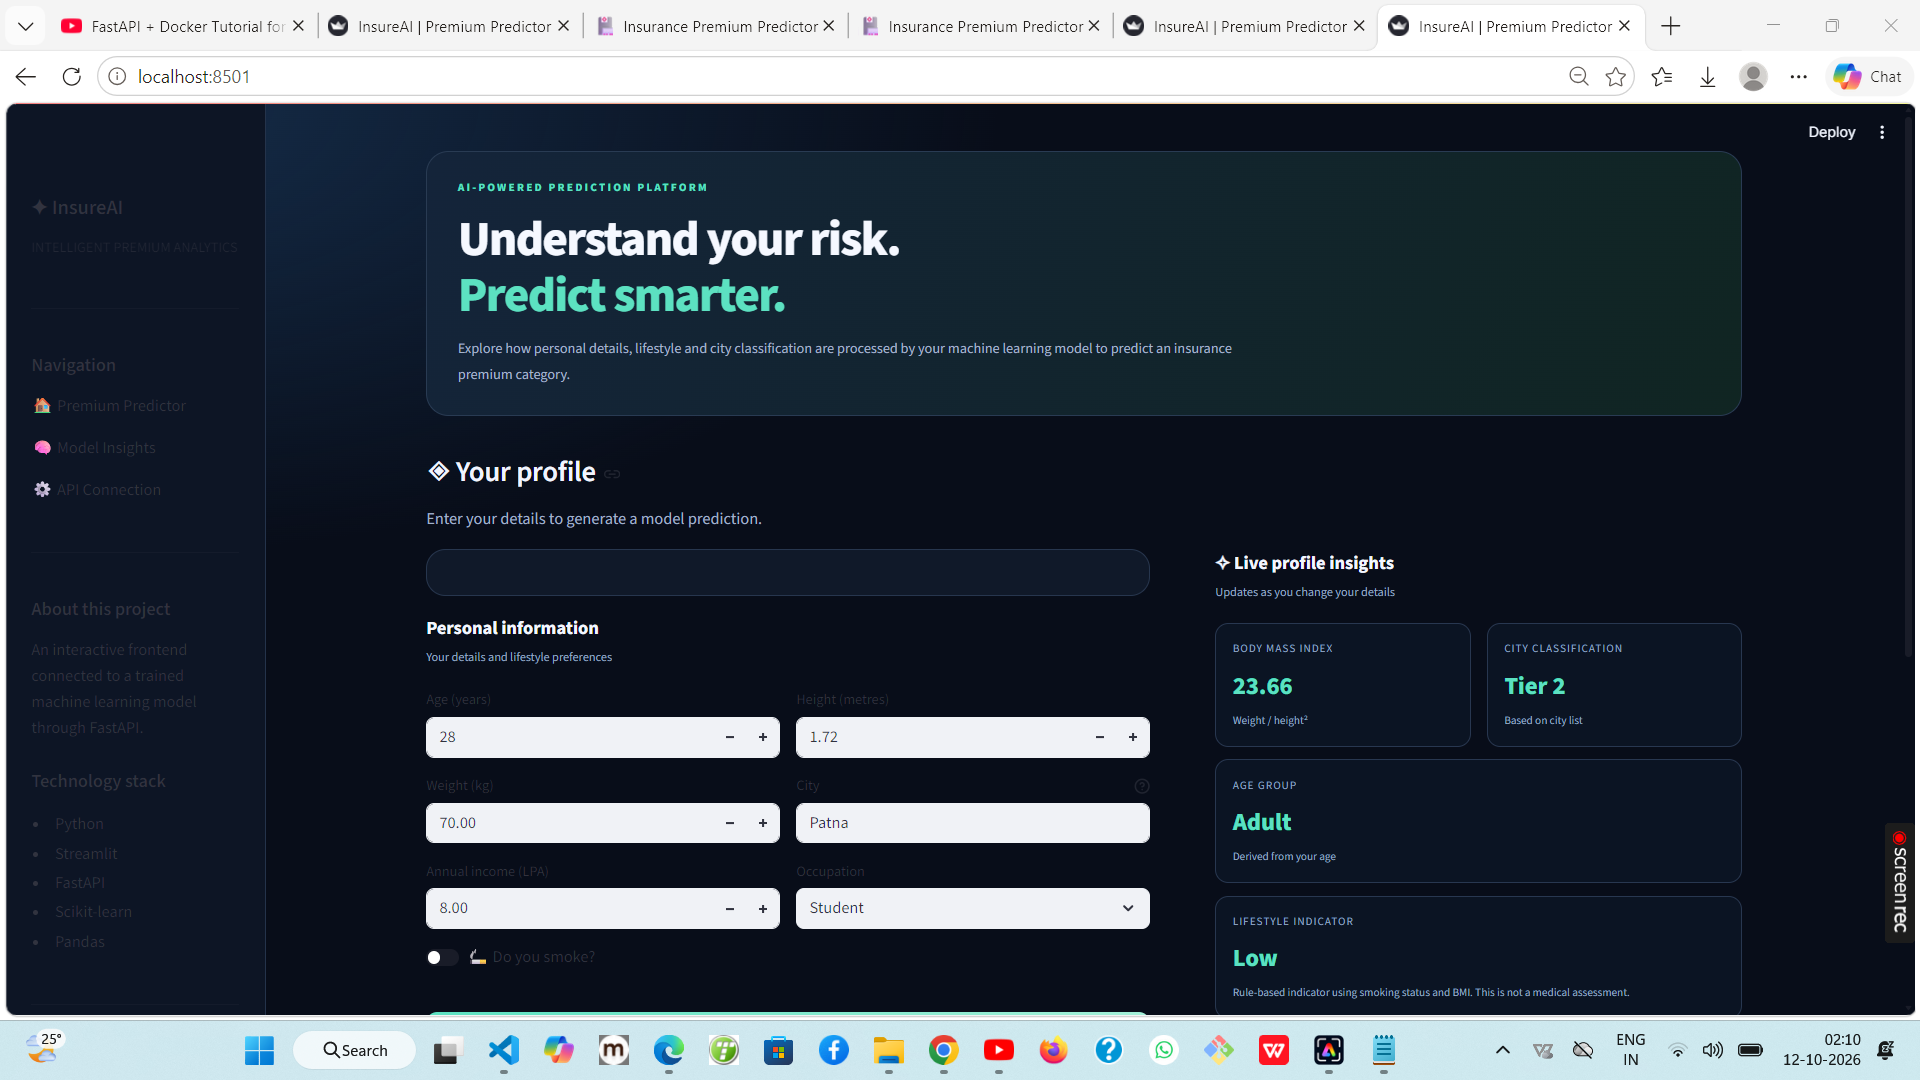 FastAPI + Docker Tutorial for
InsureAI | Premium Predictor
Insurance Premium Predictor
Insurance Premium Predictor
InsureAI | Premium Predictor
InsureAI | Premium Predictor
localhost:8501
Chat
Deploy
InsureAI
INTELLIGENT PREMIUM ANALYTICS
Navigation
Premium Predictor
Model Insights
API Connection
About this project
An interactive frontend
connected to a trained
machine learning model
through FastAPI.
Technology stack
• Python
• Streamlit
• FastAPI
• Scikit-learn
• Pandas
AI-POWERED PREDICTION PLATFORM
Understand your risk.
Predict smarter.
Explore how personal details, lifestyle and city classification are processed by your machine learning model to predict an insurance
premium category.
Your profile
Enter your details to generate a model prediction.
Personal information
Your details and lifestyle preferences
Age (years)
28
Height (metres)
1.72
Weight (kg)
70.00
City
Patna
Annual income (LPA)
8.00
Occupation
Student
Do you smoke?
Live profile insights
Updates as you change your details
BODY MASS INDEX
23.66
Weight / height²
CITY CLASSIFICATION
Tier 2
Based on city list
AGE GROUP
Adult
Derived from your age
LIFESTYLE INDICATOR
Low
Rule-based indicator using smoking status and BMI. This is not a medical assessment.
screenrec
25°
Search
ENG
IN
02:10
12-10-2026